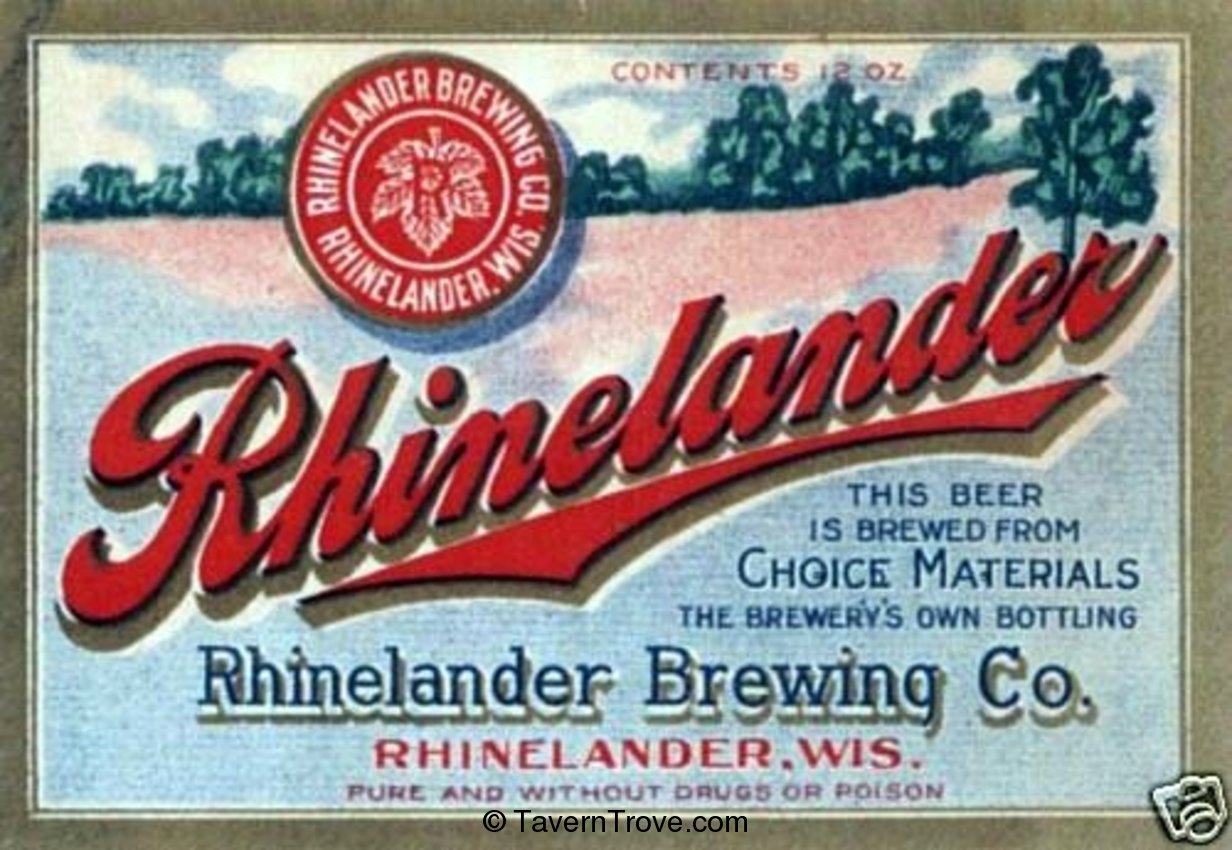 CONTENTS 12 OZ.
RHINELANDER BREWING CO.
RHINELANDER, WIS.
Rhinelander
THIS BEER
IS BREWED FROM
CHOICE MATERIALS
THE BREWERY'S OWN BOTTLING
Rhinelander Brewing Co.
RHINELANDER, WIS.
PURE AND WITHOUT DRUGS OR POISON
© TavernTrove.com